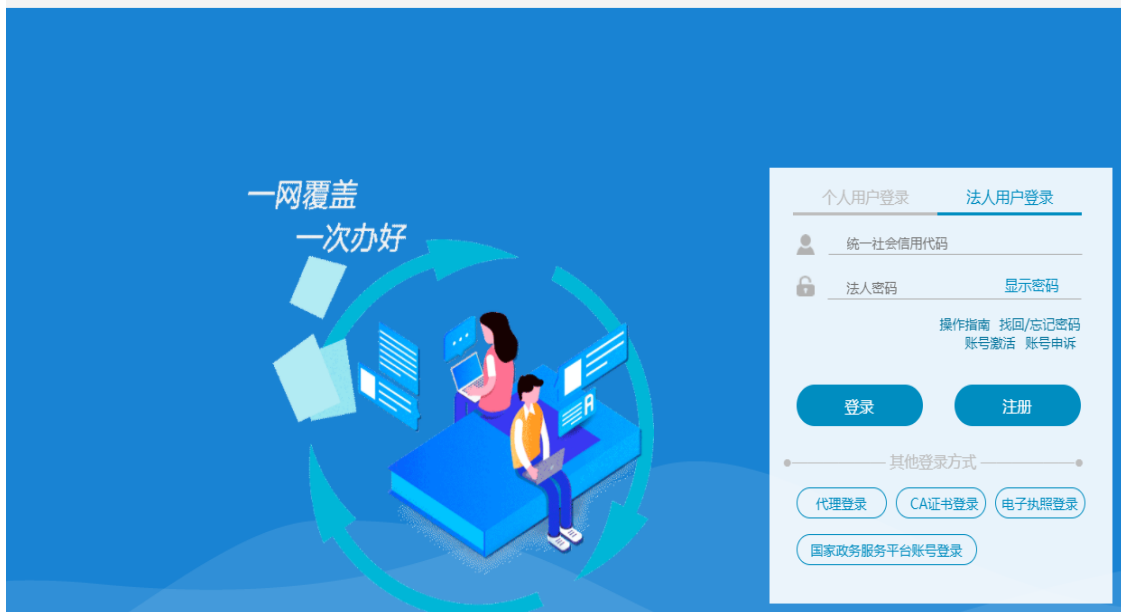 一网覆盖
一次办好
个人用户登录 法人用户登录
统一社会信用代码
法人密码 显示密码
操作指南 找回/忘记密码
账号激活 账号申诉
登录 注册
其他登录方式
代理登录 CA证书登录 电子执照登录
国家政务服务平台账号登录
A